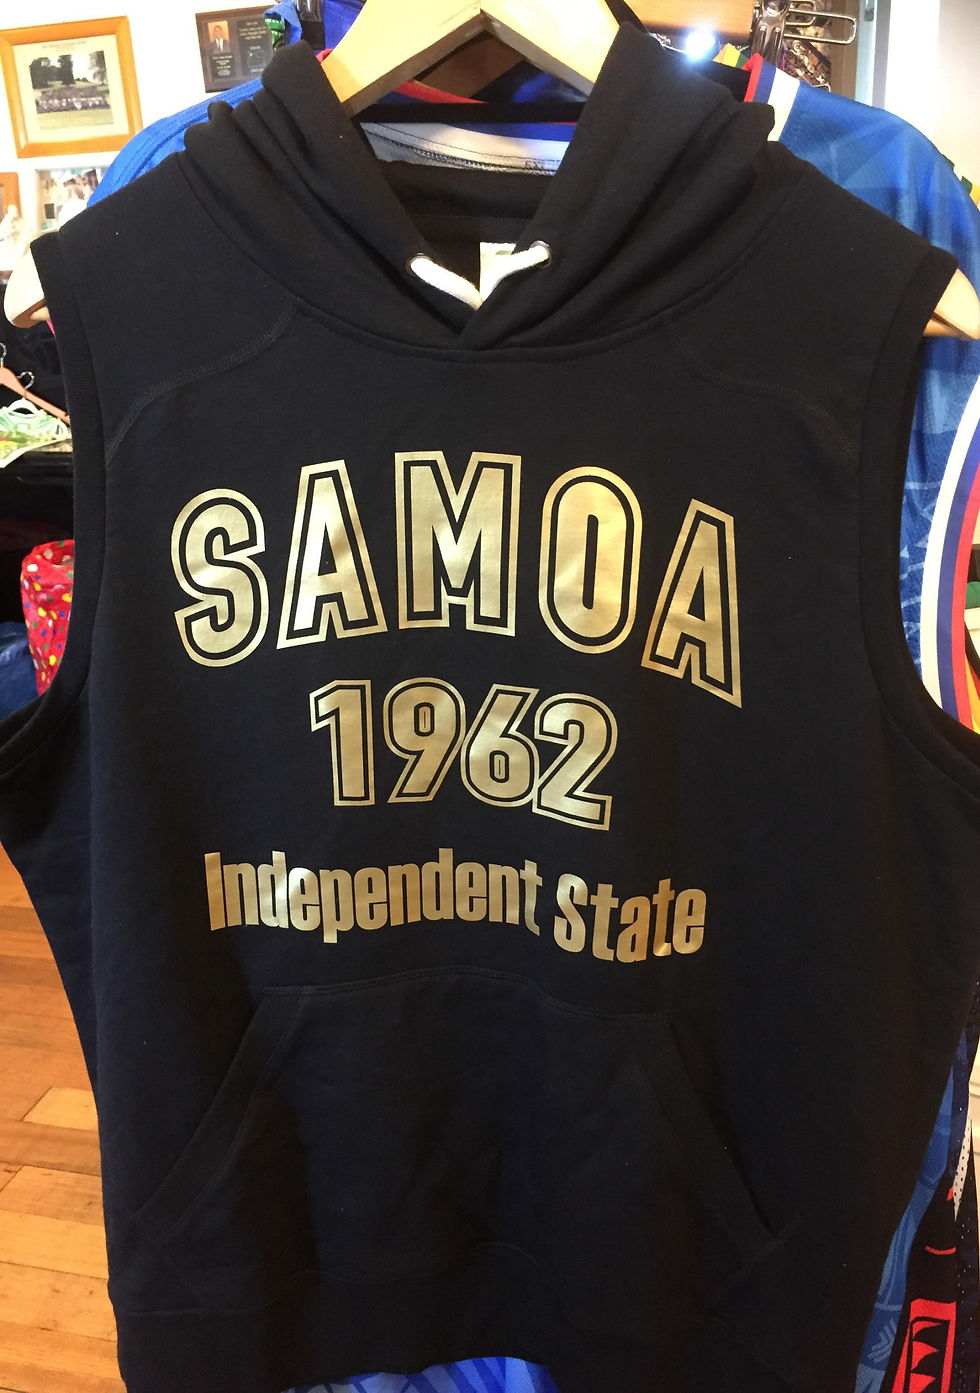 SAMOA
1962
Independent State